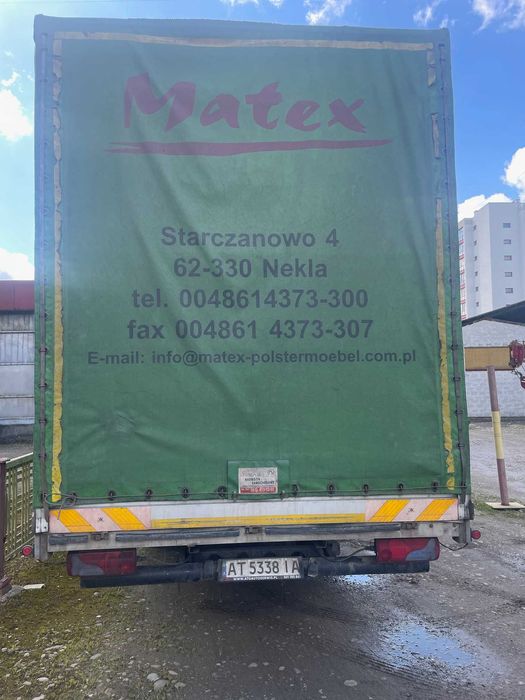 Matex
Starczanowo 4
62-330 Nekla
tel. 0048614373-300
fax 004861 4373-307
E-mail: info@matex-polstermoebel.com.pl
AT 5338 IA